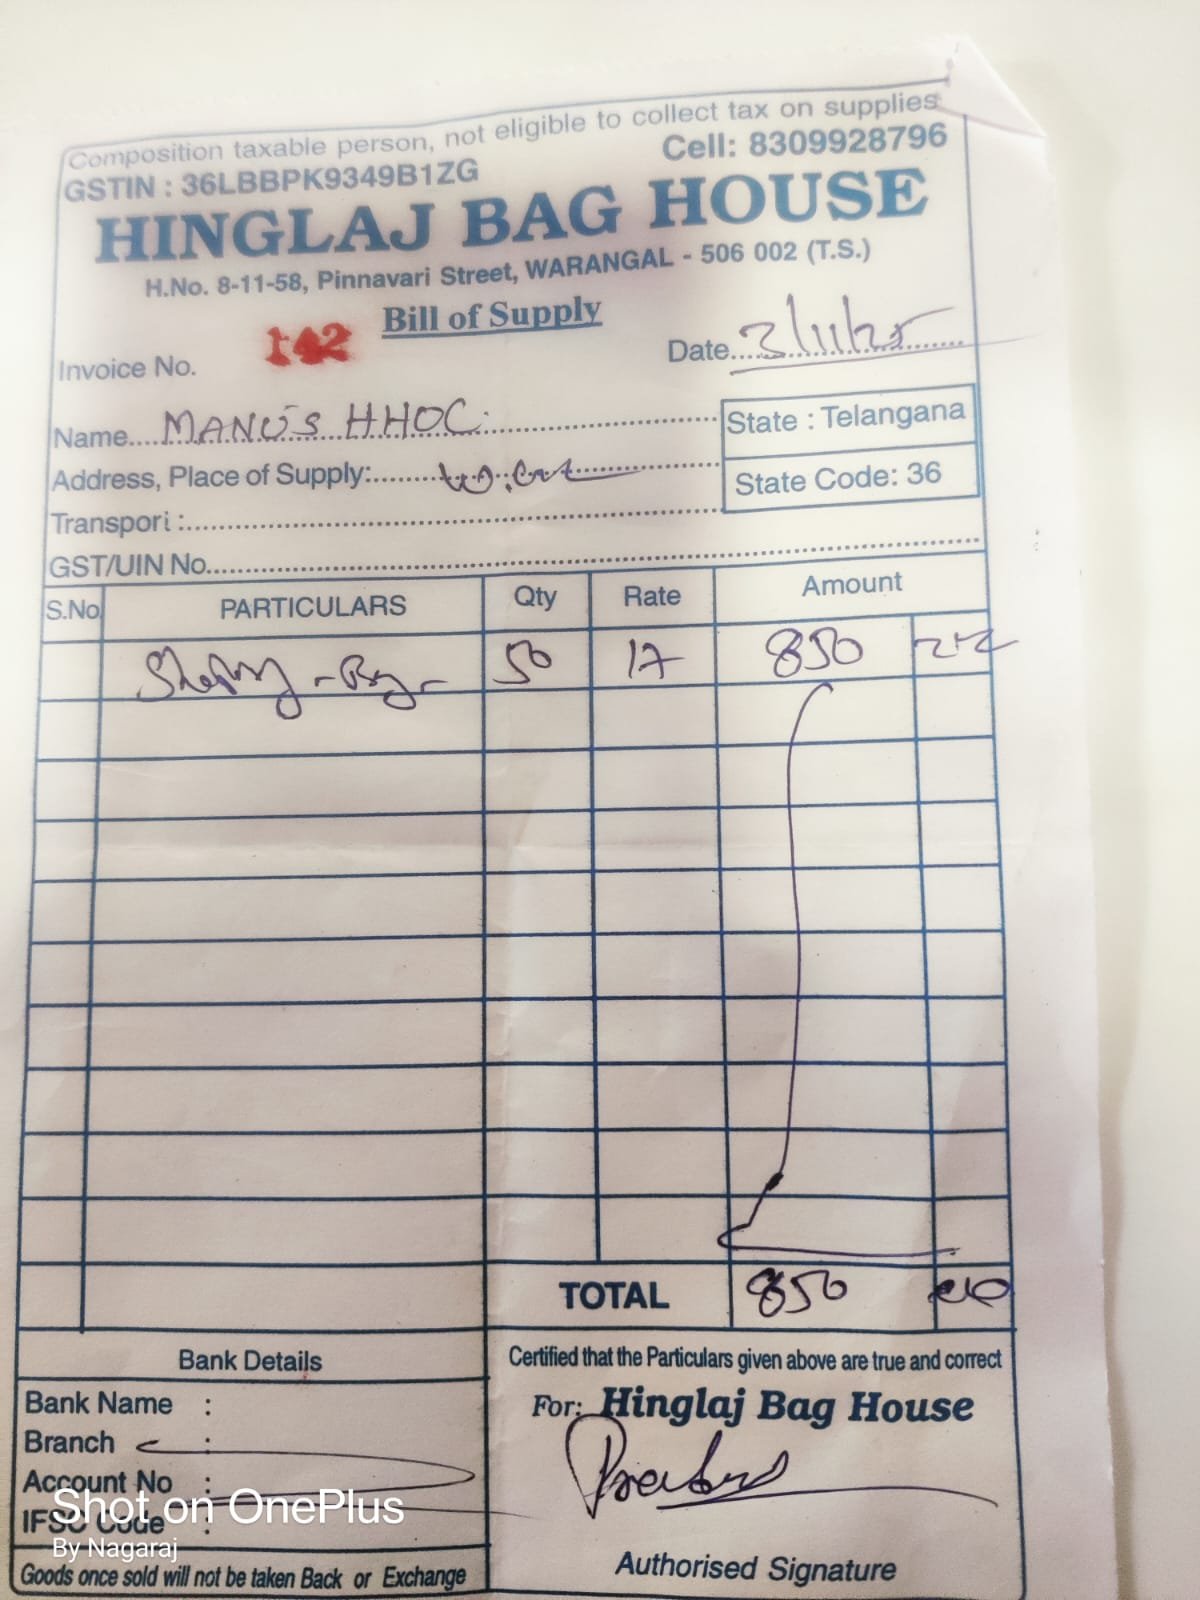 Composition taxable person, not eligible to collect tax on supplies
GSTIN : 36LBBPK9349B1ZG Cell: 8309928796
HINGLAJ BAG HOUSE
H.No. 8-11-58, Pinnavari Street, WARANGAL - 506 002 (T.S.)
Bill of Supply
Invoice No. 142 Date 3/11/25
Name MANU'S HHOC State : Telangana
Address, Place of Supply: State Code: 36
Transpori :
GST/UIN No.
S.No. PARTICULARS Qty Rate Amount
50 17 850
TOTAL 850
Bank Details
Bank Name :
Branch :
Account No :
IFSC Code :
Goods once sold will not be taken Back or Exchange
Certified that the Particulars given above are true and correct
For: Hinglaj Bag House
Authorised Signature
Shot on OnePlus
By Nagaraj